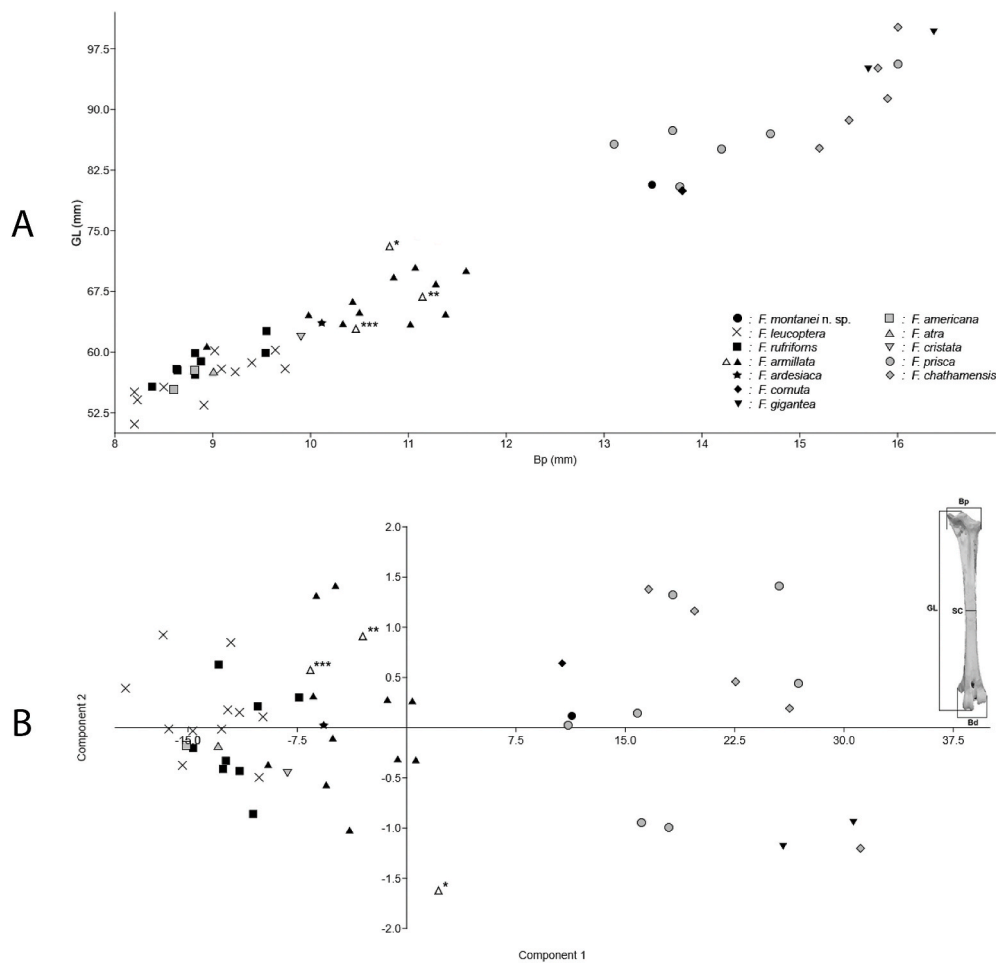 A
GL (mm)
97.5
90.0
82.5
75.0
67.5
60.0
52.5
*
**
***
: F. montanei n. sp.
: F. leucoptera
: F. rufriforms
: F. armillata
: F. ardesiaca
: F. cornuta
: F. gigantea
: F. americana
: F. atra
: F. cristata
: F. prisca
: F. chathamensis
8 9 10 11 12 13 14 15 16
Bp (mm)
B
Component 2
2.0
1.5
1.0
0.5
-0.5
-1.0
-1.5
-2.0
-15.0 -7.5 7.5 15.0 22.5 30.0 37.5
**
***
*
Component 1
Bp
GL
SC
Bd